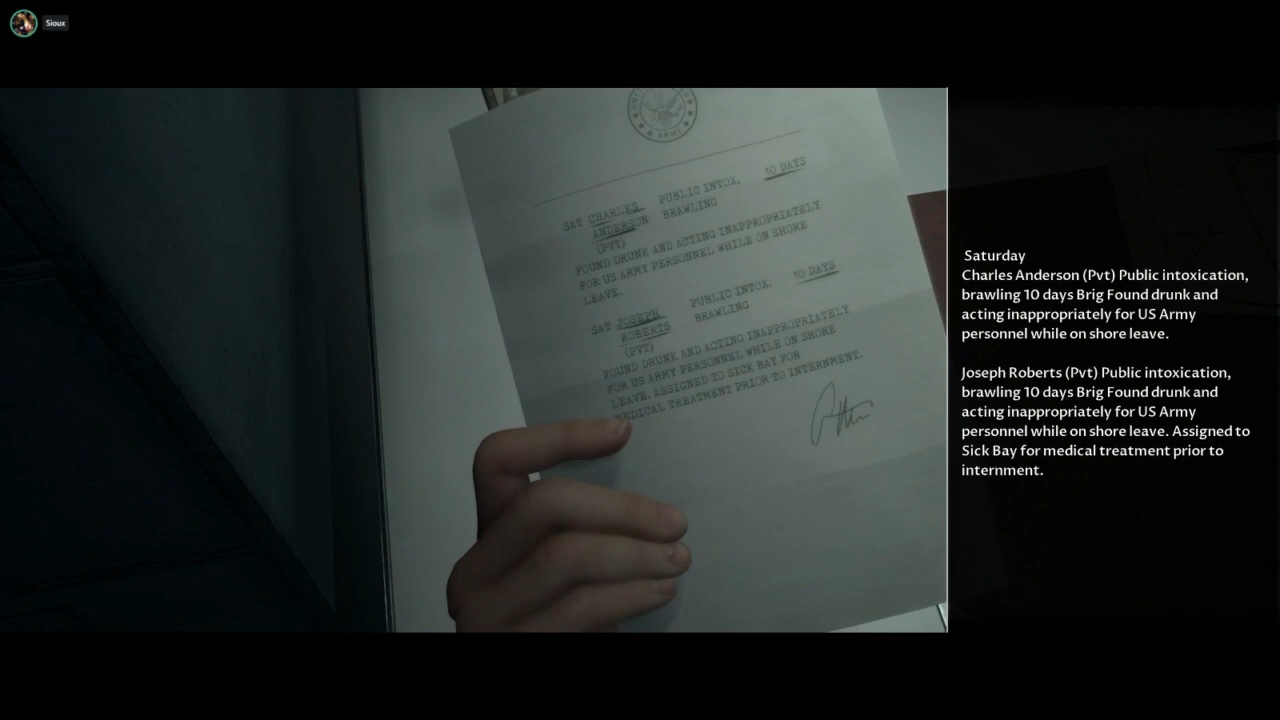 Sioux
ARMY
SAT CHARLES PUBLIC INTOX. 10 DAYS
ANDERSON BRAWLING
(PVT)
FOUND DRUNK AND ACTING INAPPROPRIATELY
FOR US ARMY PERSONNEL WHILE ON SHORE
LEAVE.
SAT JOSEPH PUBLIC INTOX. 10 DAYS
ROBERTS BRAWLING
(PVT)
FOUND DRUNK AND ACTING INAPPROPRIATELY
FOR US ARMY PERSONNEL WHILE ON SHORE
LEAVE. ASSIGNED TO SICK BAY FOR
MEDICAL TREATMENT PRIOR TO INTERNMENT.
Saturday
Charles Anderson (Pvt) Public intoxication,
brawling 10 days Brig Found drunk and
acting inappropriately for US Army
personnel while on shore leave.
Joseph Roberts (Pvt) Public intoxication,
brawling 10 days Brig Found drunk and
acting inappropriately for US Army
personnel while on shore leave. Assigned to
Sick Bay for medical treatment prior to
internment.